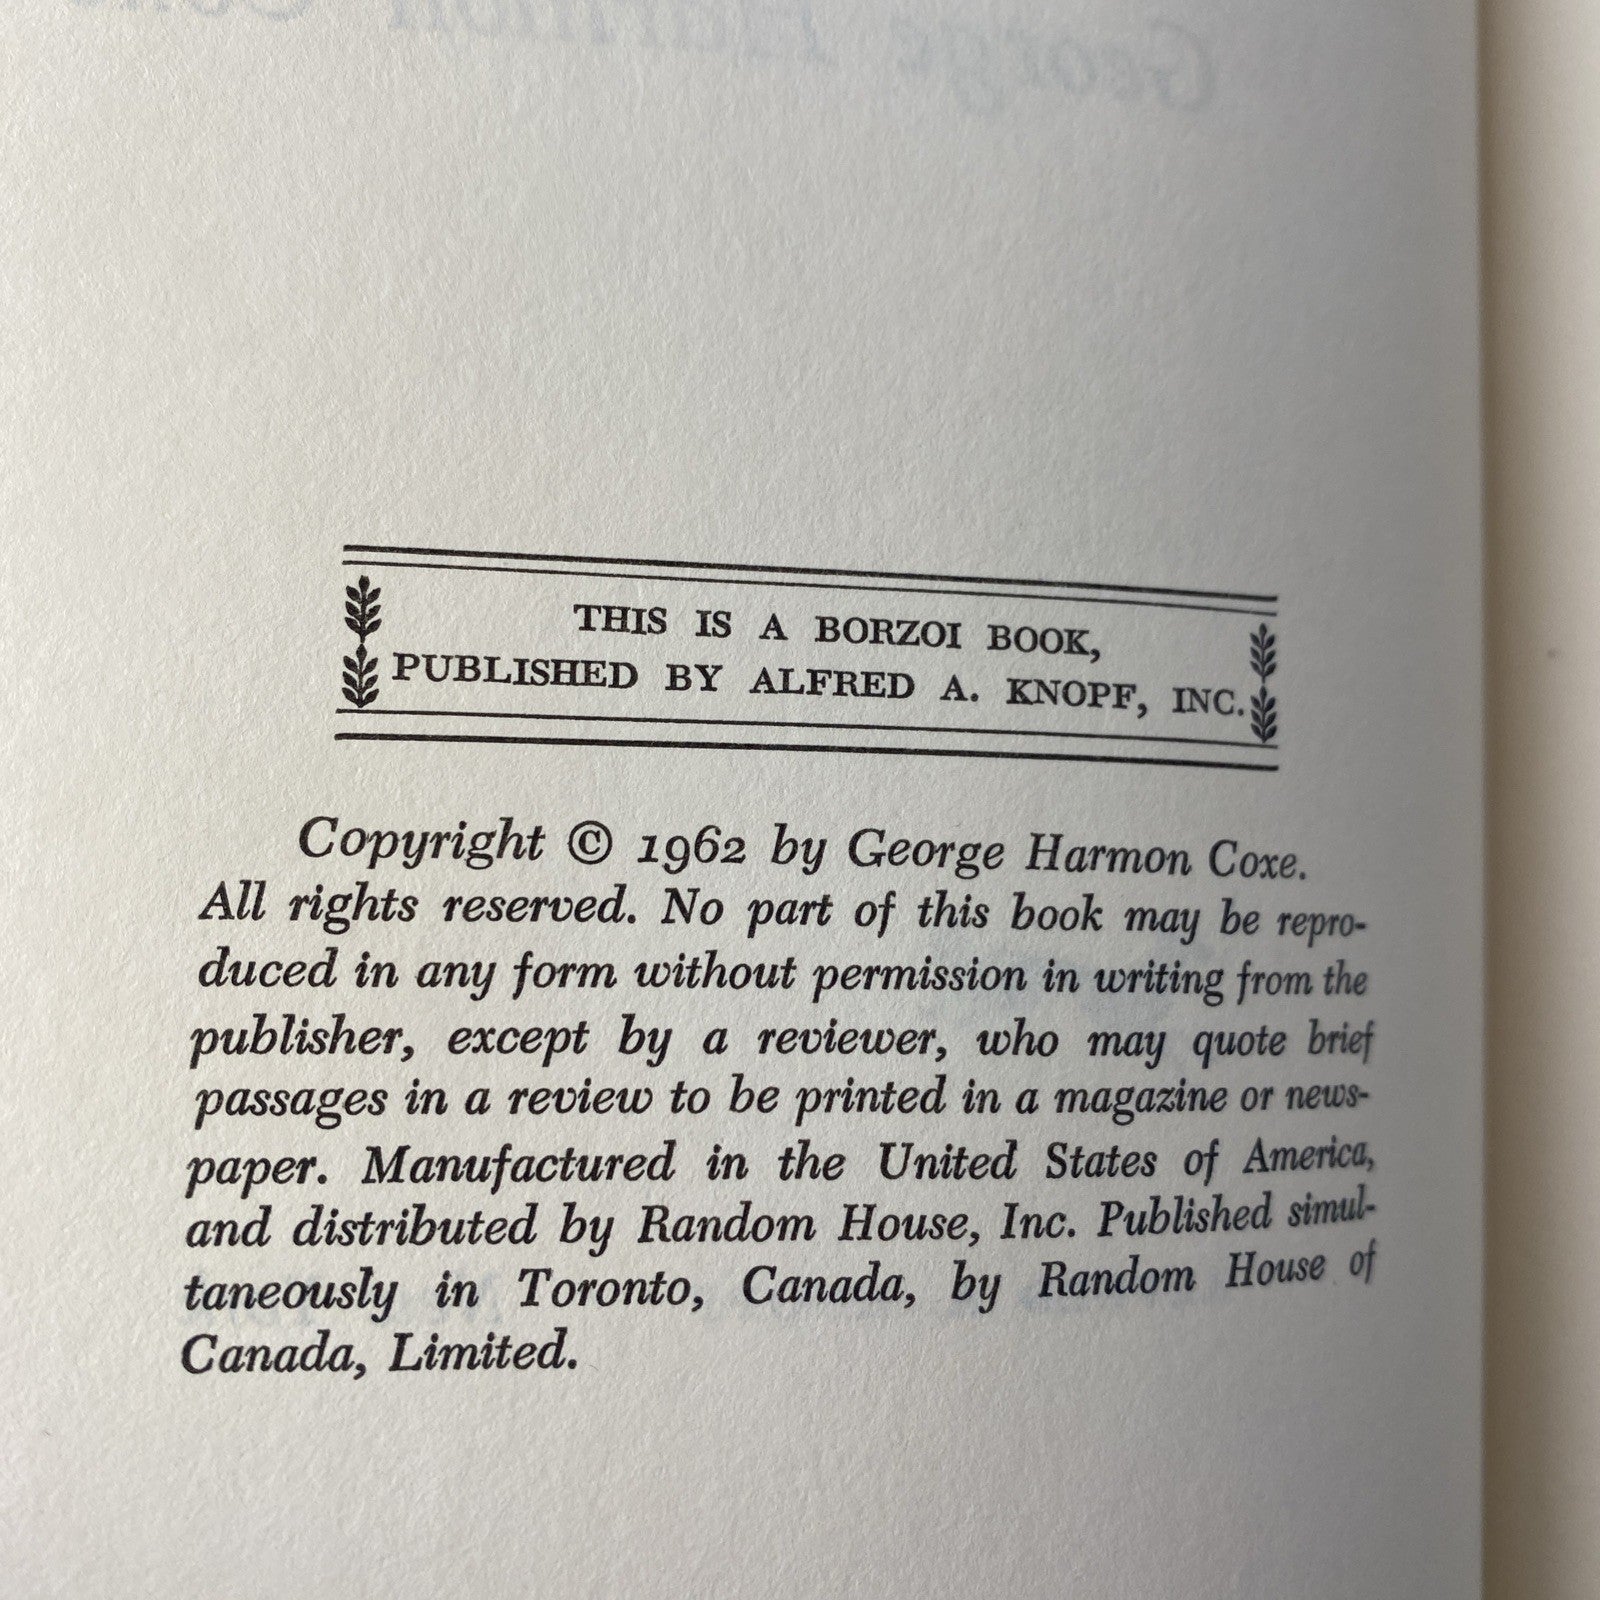 George Harmon Coxe
THIS IS A BORZOI BOOK,
PUBLISHED BY ALFRED A. KNOPF, INC.
Copyright © 1962 by George Harmon Coxe.
All rights reserved. No part of this book may be repro-
duced in any form without permission in writing from the
publisher, except by a reviewer, who may quote brief
passages in a review to be printed in a magazine or news-
paper. Manufactured in the United States of America,
and distributed by Random House, Inc. Published simul-
taneously in Toronto, Canada, by Random House of
Canada, Limited.